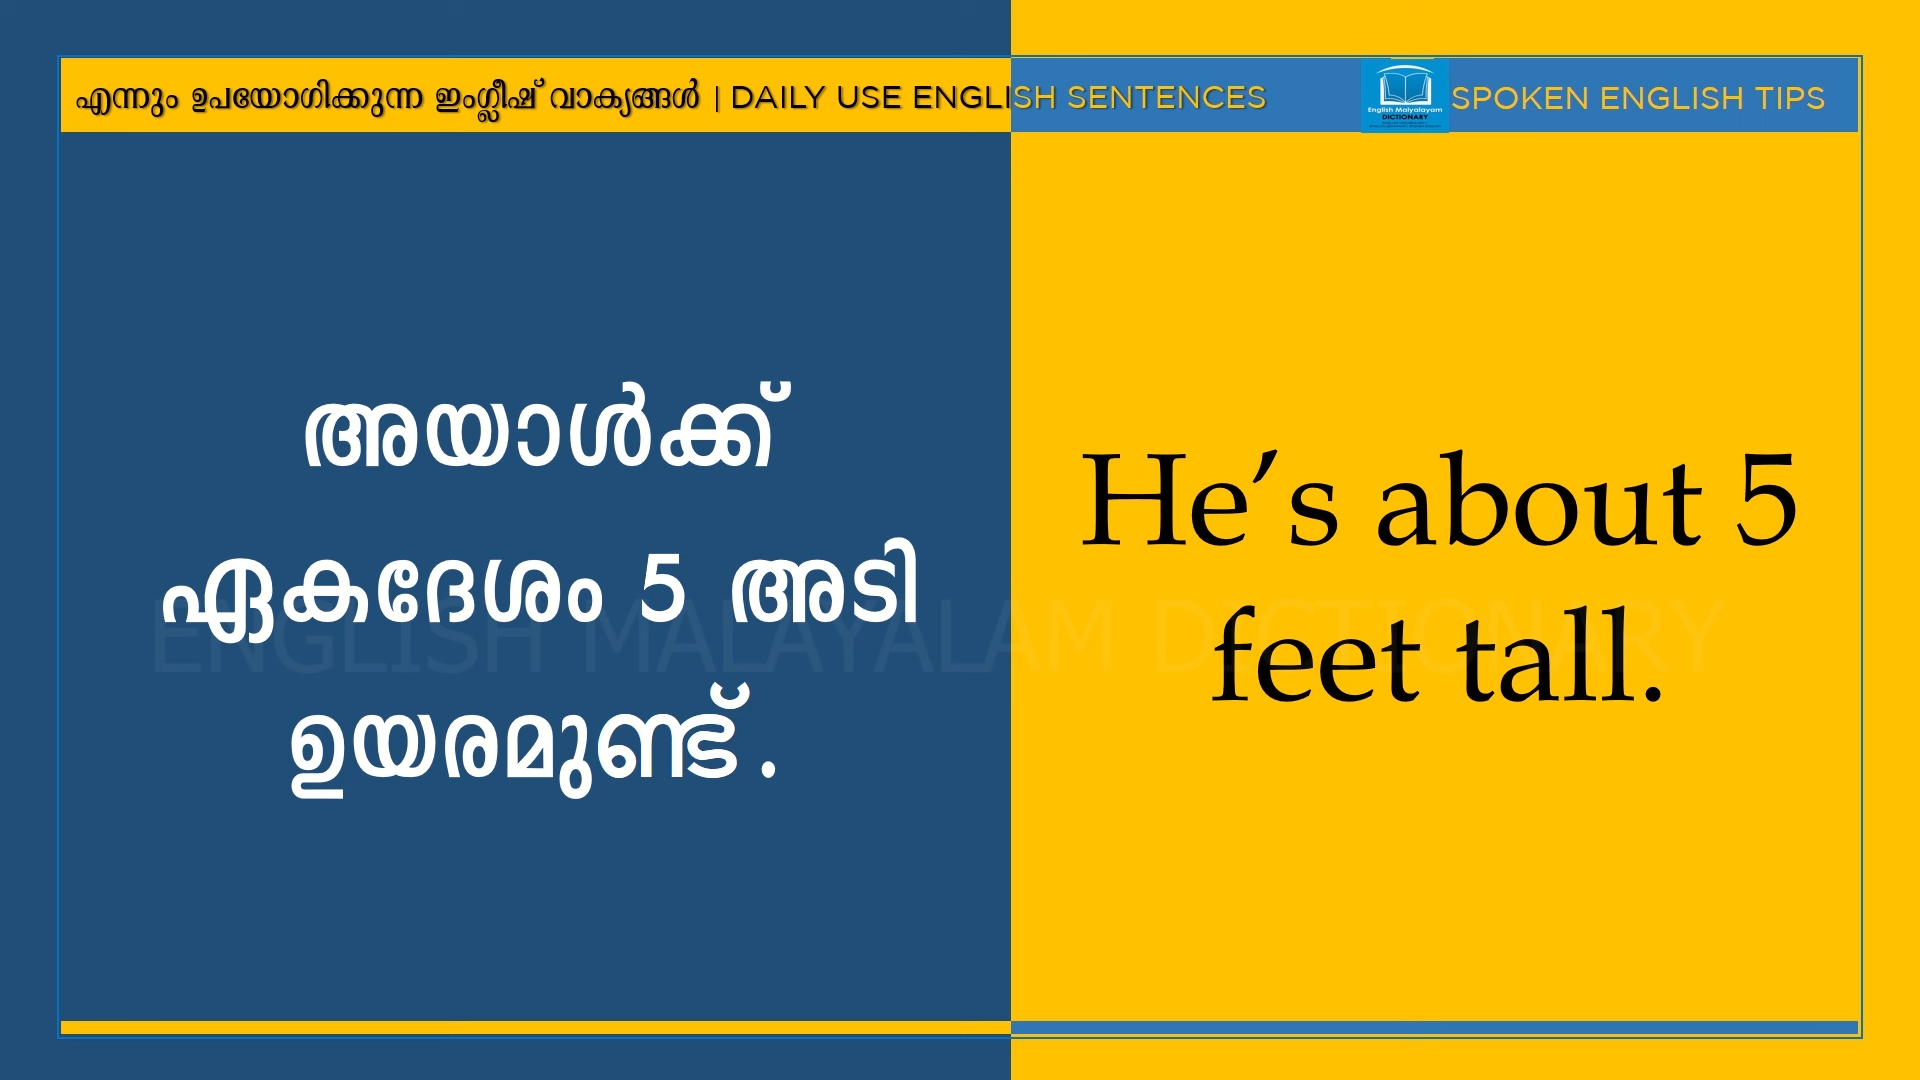 എന്നും ഉപയോഗിക്കുന്ന ഇംഗ്ലീഷ് വാക്യങ്ങൾ | DAILY USE ENGLISH SENTENCES
English Malyalayam
DICTIONARY
SPOKEN ENGLISH TIPS
അയാൾക്ക്
ഏകദേശം 5 അടി
ഉയരമുണ്ട്.
He’s about 5
feet tall.
ENGLISH MALAYALAM DICTIONARY